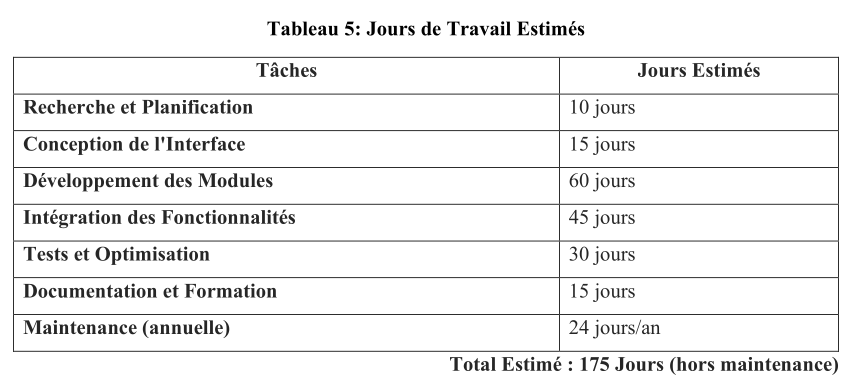 Tableau 5: Jours de Travail Estimés
Tâches Jours Estimés
Recherche et Planification 10 jours
Conception de l'Interface 15 jours
Développement des Modules 60 jours
Intégration des Fonctionnalités 45 jours
Tests et Optimisation 30 jours
Documentation et Formation 15 jours
Maintenance (annuelle) 24 jours/an
Total Estimé : 175 Jours (hors maintenance)